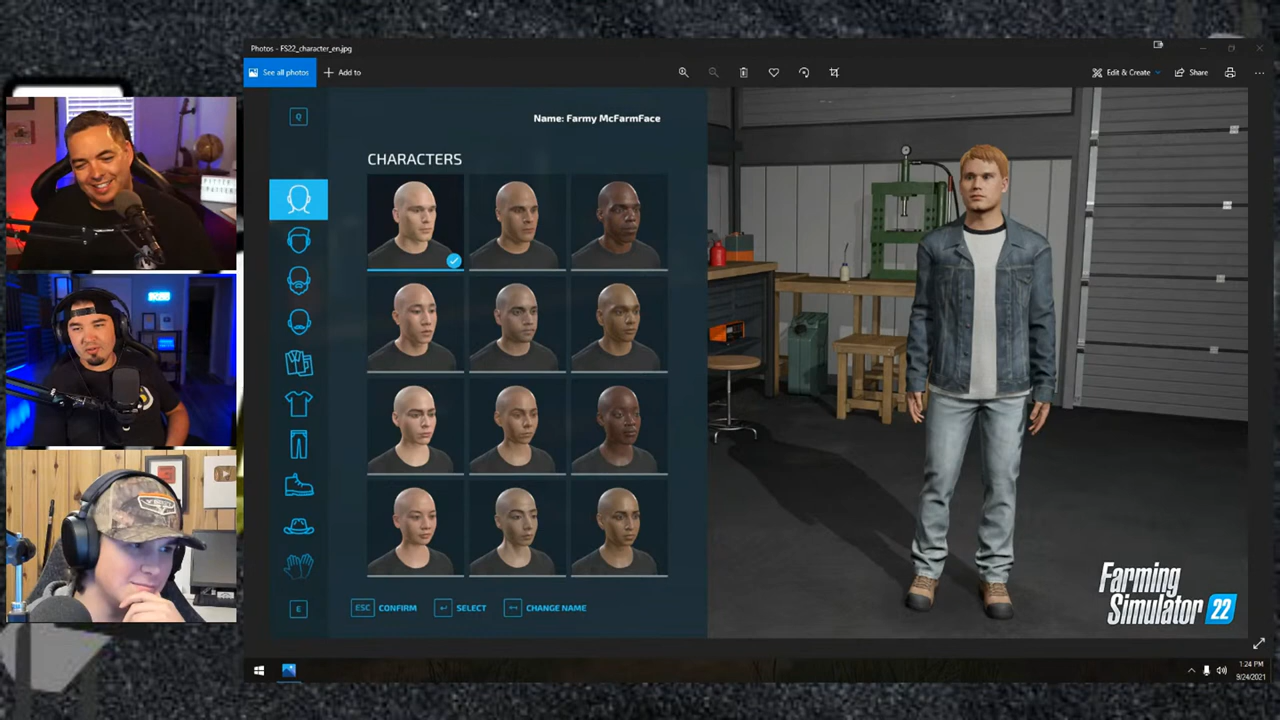 Photos - FS22_character_en.jpg
See all photos
Add to
Edit & Create
Share
Q
Name: Farmy McFarmFace
CHARACTERS
ESC CONFIRM
SELECT
CHANGE NAME
E
Farming
Simulator 22
1:24 PM
9/24/2021